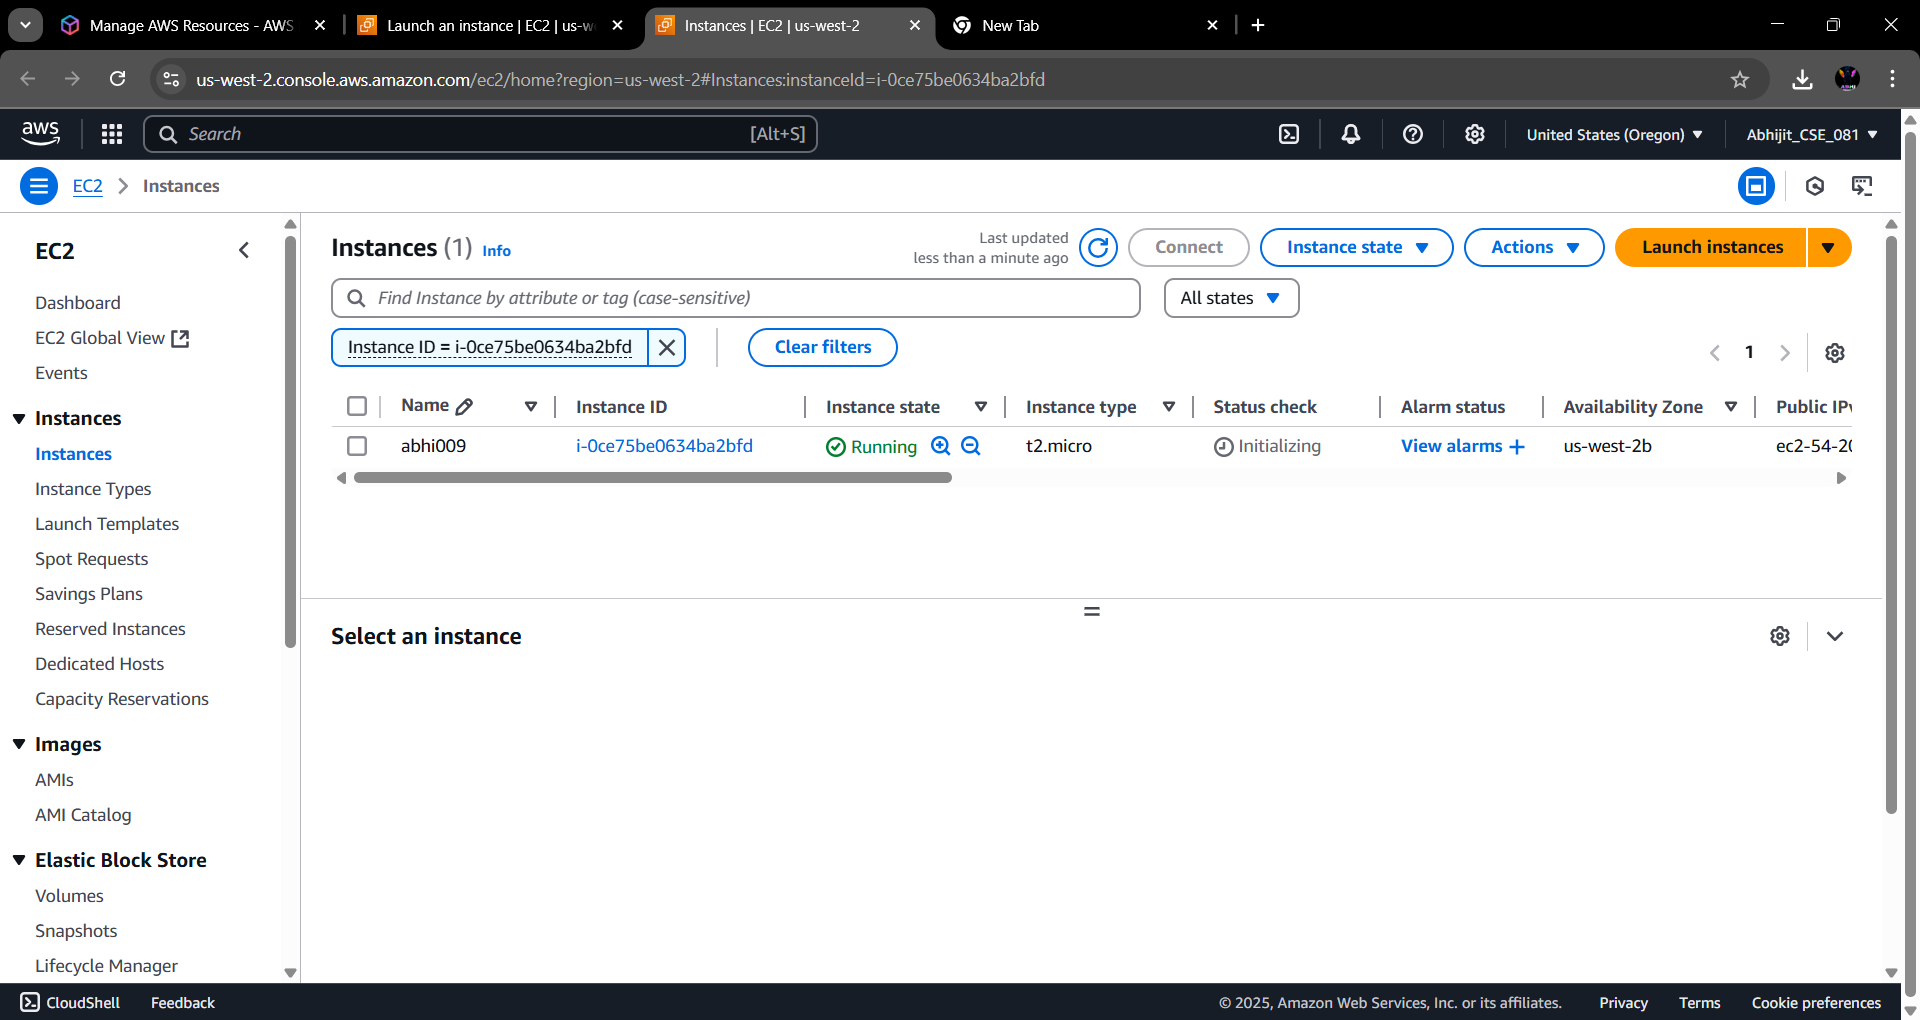 Manage AWS Resources - AWS
Launch an instance | EC2 | us-w
Instances | EC2 | us-west-2
New Tab
us-west-2.console.aws.amazon.com/ec2/home?region=us-west-2#Instances:instanceId=i-0ce75be0634ba2bfd
aws
Search
[Alt+S]
United States (Oregon)
Abhijit_CSE_081
EC2
Instances
EC2
Dashboard
EC2 Global View
Events
Instances
Instances
Instance Types
Launch Templates
Spot Requests
Savings Plans
Reserved Instances
Dedicated Hosts
Capacity Reservations
Images
AMIs
AMI Catalog
Elastic Block Store
Volumes
Snapshots
Lifecycle Manager
Instances (1) Info
Last updated
less than a minute ago
Connect
Instance state
Actions
Launch instances
Find Instance by attribute or tag (case-sensitive)
All states
Instance ID = i-0ce75be0634ba2bfd
Clear filters
1
Name Instance ID Instance state Instance type Status check Alarm status Availability Zone Public IPv
abhi009 i-0ce75be0634ba2bfd Running t2.micro Initializing View alarms + us-west-2b ec2-54-20
Select an instance
CloudShell
Feedback
© 2025, Amazon Web Services, Inc. or its affiliates.
Privacy
Terms
Cookie preferences